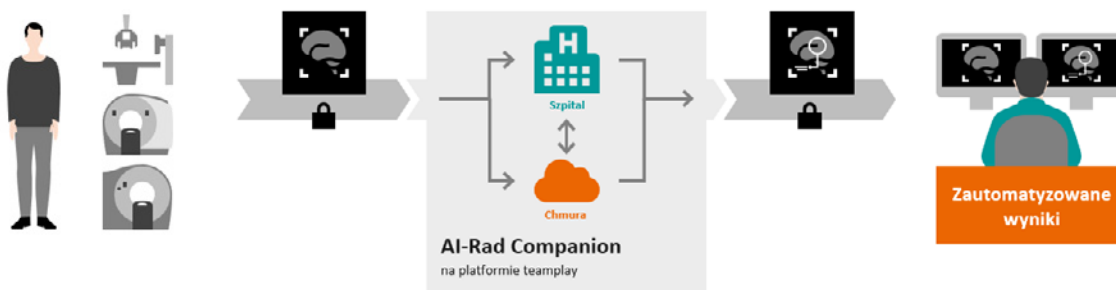 H
Szpital
Chmura
AI-Rad Companion
na platformie teamplay
Zautomatyzowane
wyniki